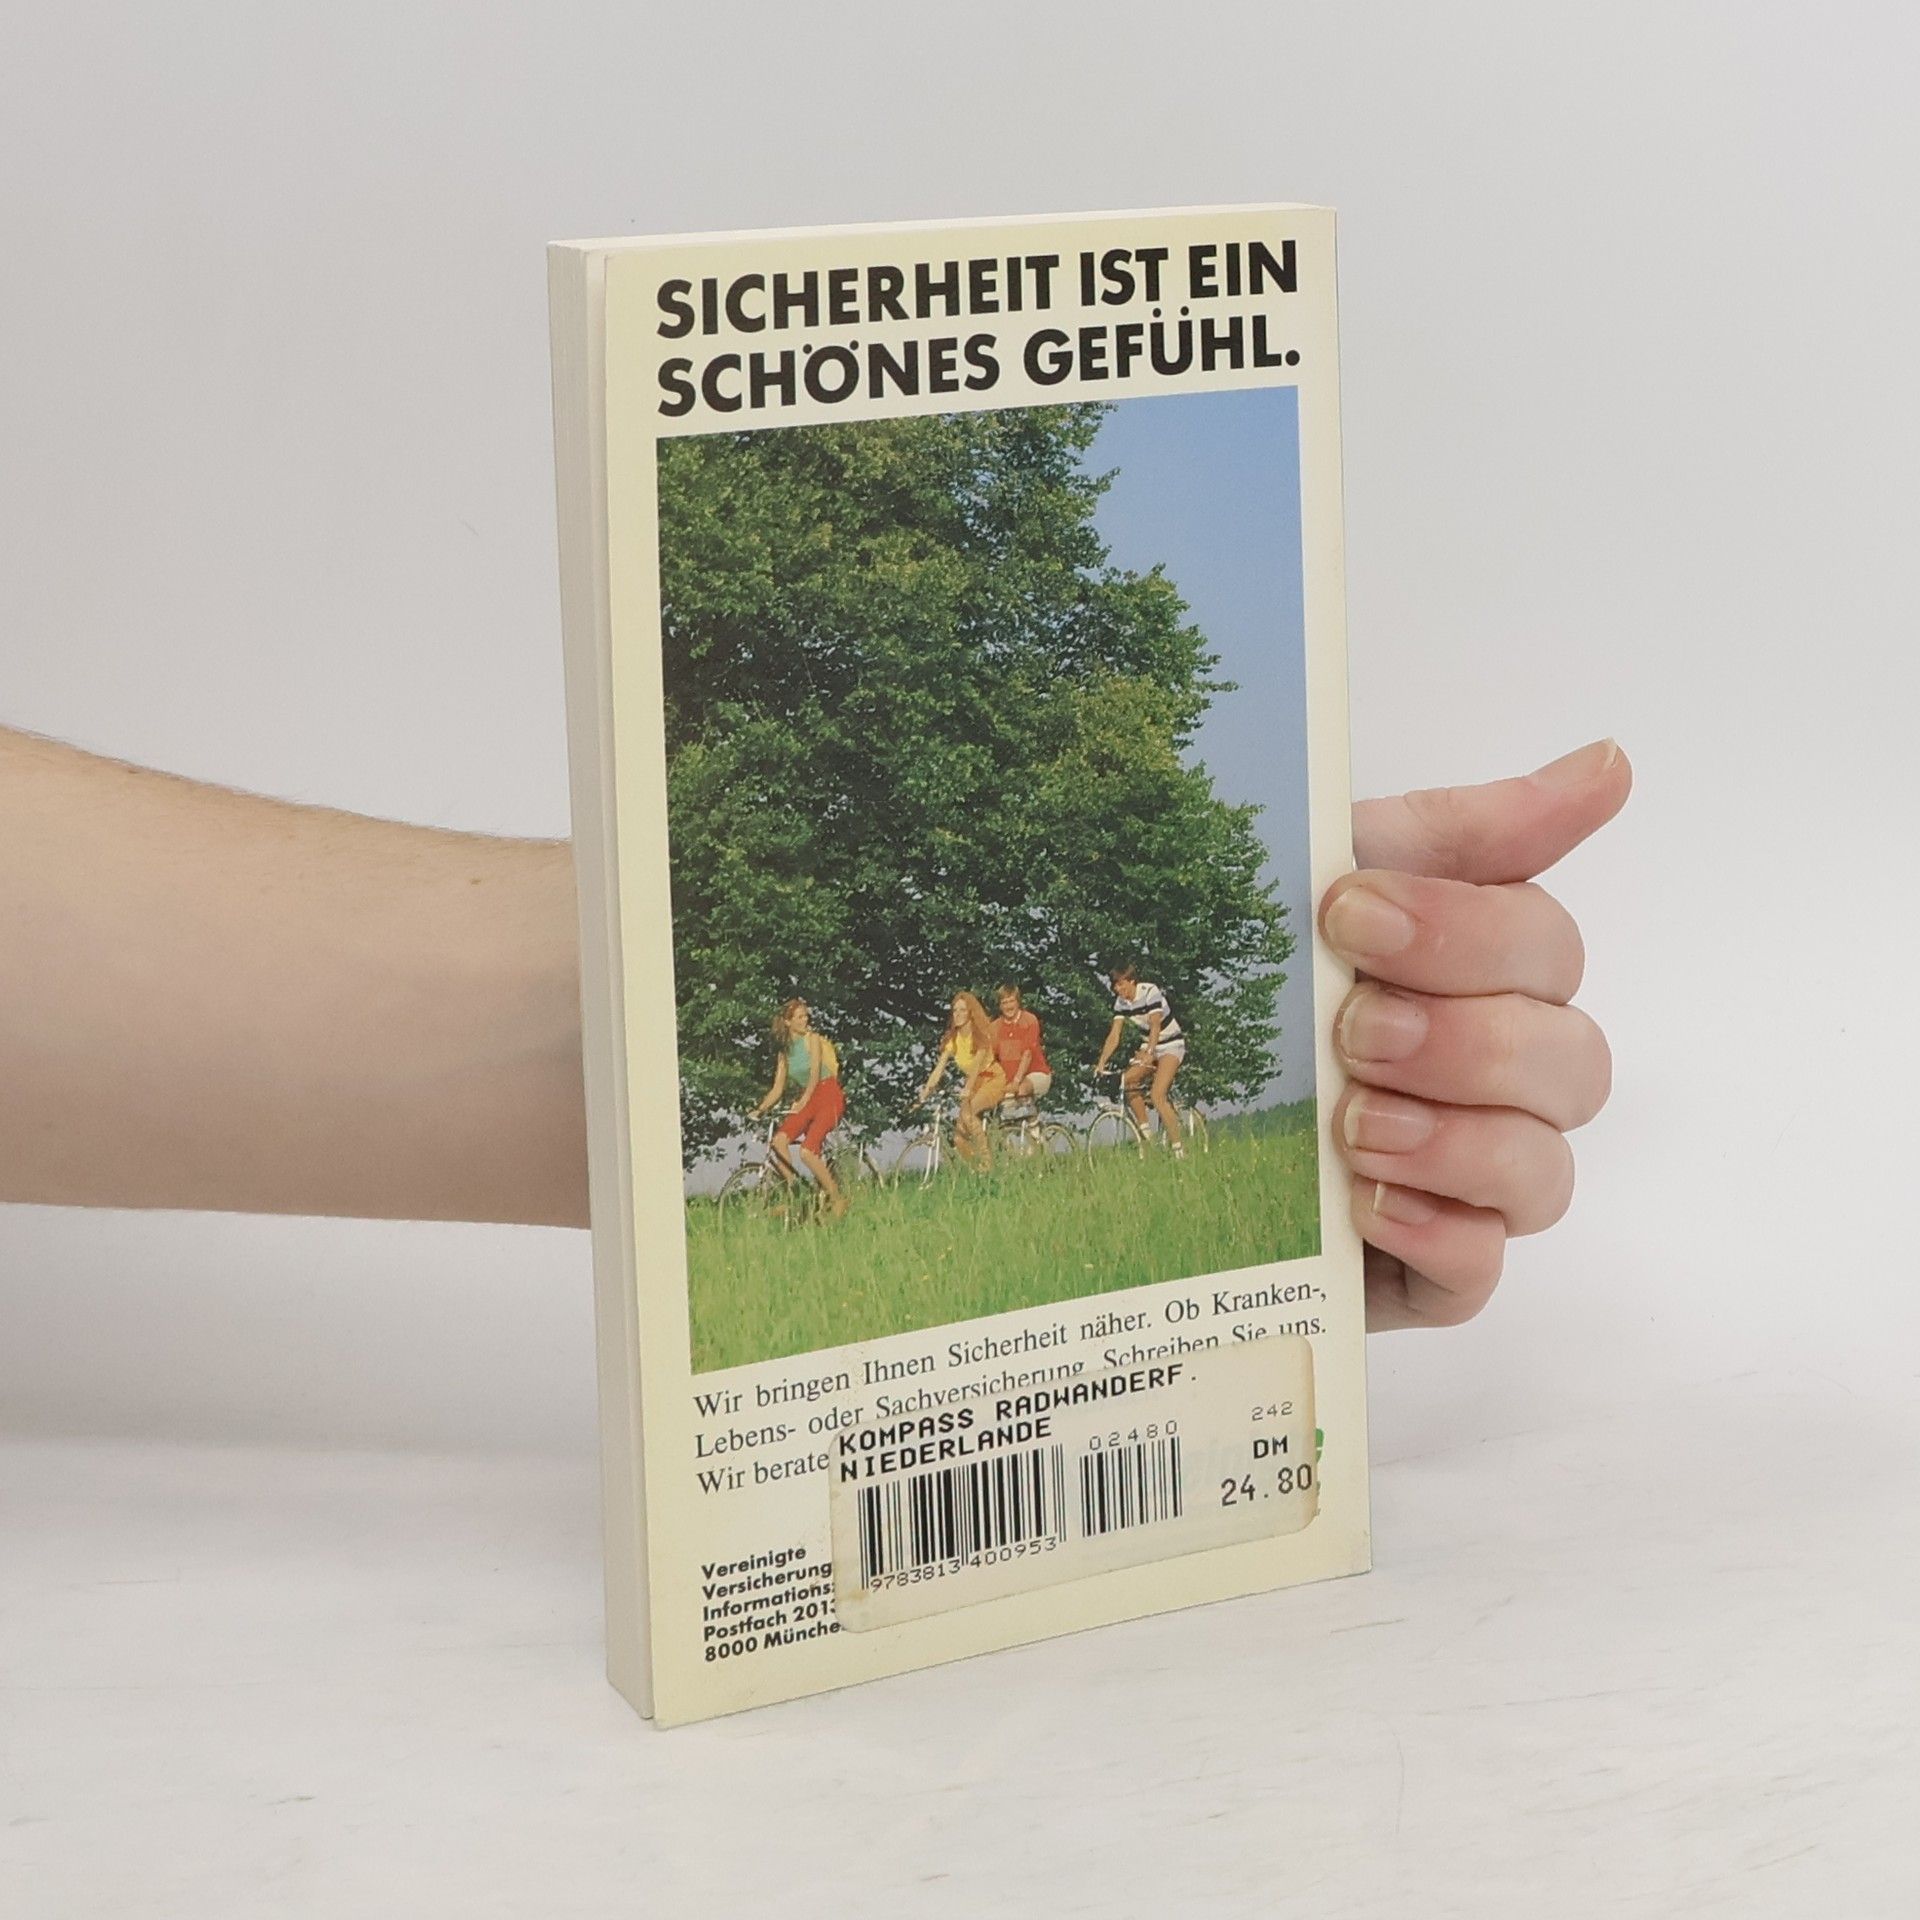 SICHERHEIT IST EIN
SCHÖNES GEFÜHL.
Wir bringen Ihnen Sicherheit näher. Ob Kranken-,
Lebens- oder Sachversicherung. Schreiben Sie uns.
Wir berate
KOMPASS RADWANDERF.
NIEDERLANDE
02480
242
DM
24.80
9783813400953
Vereinigte
Versicherung
Informations
Postfach 201
8000 Münche